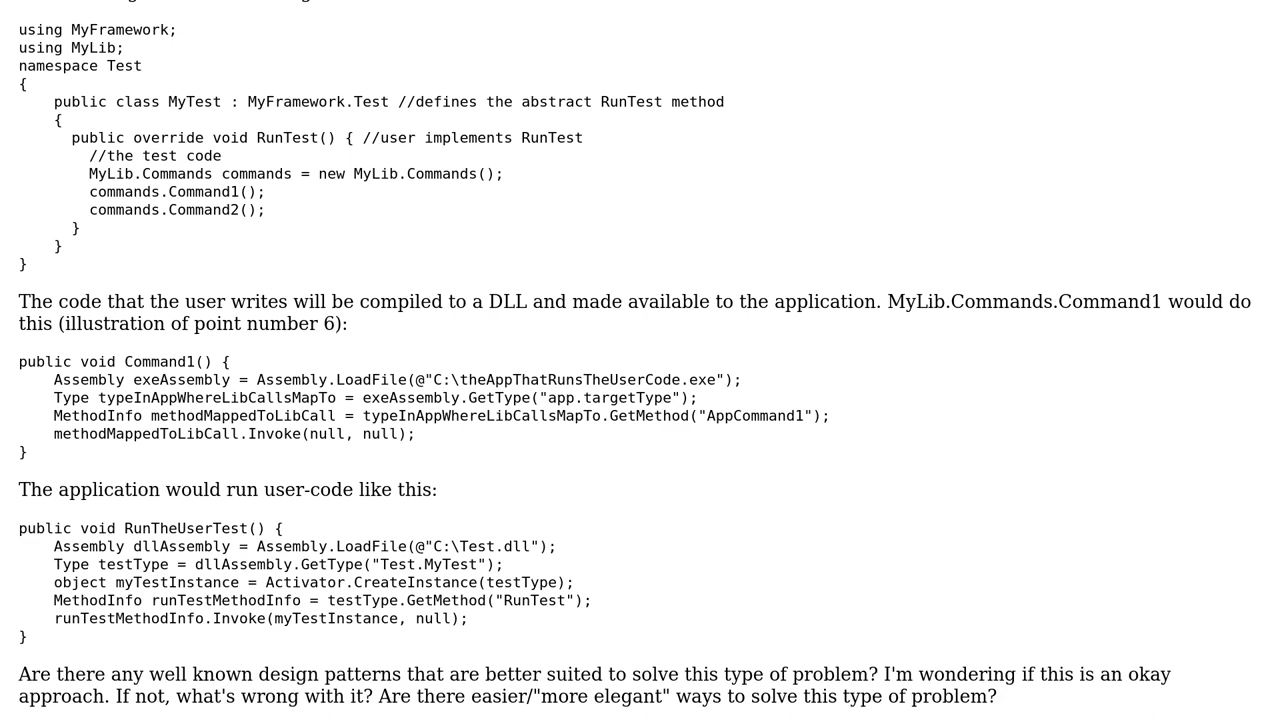 using MyFramework;
using MyLib;
namespace Test
{
    public class MyTest : MyFramework.Test //defines the abstract RunTest method
    {
      public override void RunTest() { //user implements RunTest
        //the test code
        MyLib.Commands commands = new MyLib.Commands();
        commands.Command1();
        commands.Command2();
      }
    }
}
The code that the user writes will be compiled to a DLL and made available to the application. MyLib.Commands.Command1 would do
this (illustration of point number 6):
public void Command1() {
    Assembly exeAssembly = Assembly.LoadFile(@"C:\theAppThatRunsTheUserCode.exe");
    Type typeInAppWhereLibCallsMapTo = exeAssembly.GetType("app.targetType");
    MethodInfo methodMappedToLibCall = typeInAppWhereLibCallsMapTo.GetMethod("AppCommand1");
    methodMappedToLibCall.Invoke(null, null);
}
The application would run user-code like this:
public void RunTheUserTest() {
    Assembly dllAssembly = Assembly.LoadFile(@"C:\Test.dll");
    Type testType = dllAssembly.GetType("Test.MyTest");
    object myTestInstance = Activator.CreateInstance(testType);
    MethodInfo runTestMethodInfo = testType.GetMethod("RunTest");
    runTestMethodInfo.Invoke(myTestInstance, null);
}
Are there any well known design patterns that are better suited to solve this type of problem? I'm wondering if this is an okay
approach. If not, what's wrong with it? Are there easier/"more elegant" ways to solve this type of problem?